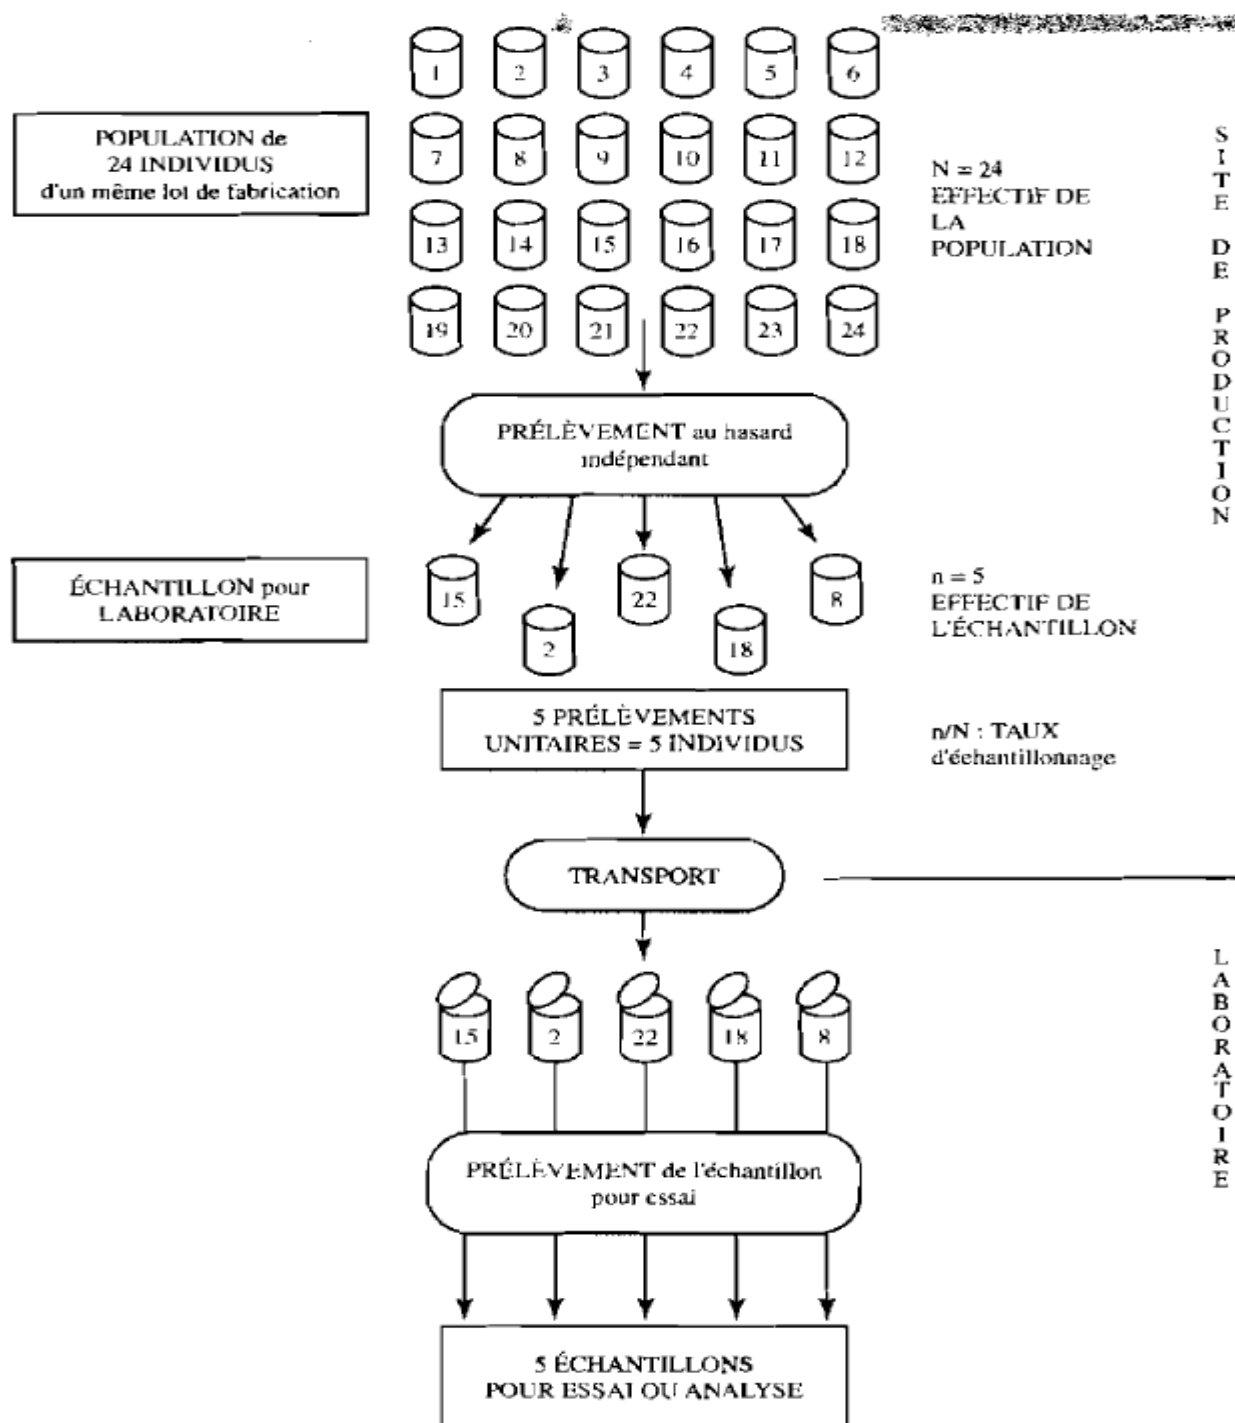 1 2 3 4 5 6
POPULATION de
24 INDIVIDUS
d'un même lot de fabrication
7 8 9 10 11 12
N = 24
EFFECTIF DE
LA
POPULATION
13 14 15 16 17 18
19 20 21 22 23 24
SITE DE PRODUCTION
PRÉLÈVEMENT au hasard
indépendant
ÉCHANTILLON pour
LABORATOIRE
15 22 8
2 18
n = 5
EFFECTIF DE
L'ÉCHANTILLON
5 PRÉLÈVEMENTS
UNITAIRES = 5 INDIVIDUS
n/N : TAUX
d'échantillonnage
TRANSPORT
15 2 22 18 8
LABORATOIRE
PRÉLÈVEMENT de l'échantillon
pour essai
5 ÉCHANTILLONS
POUR ESSAI OU ANALYSE